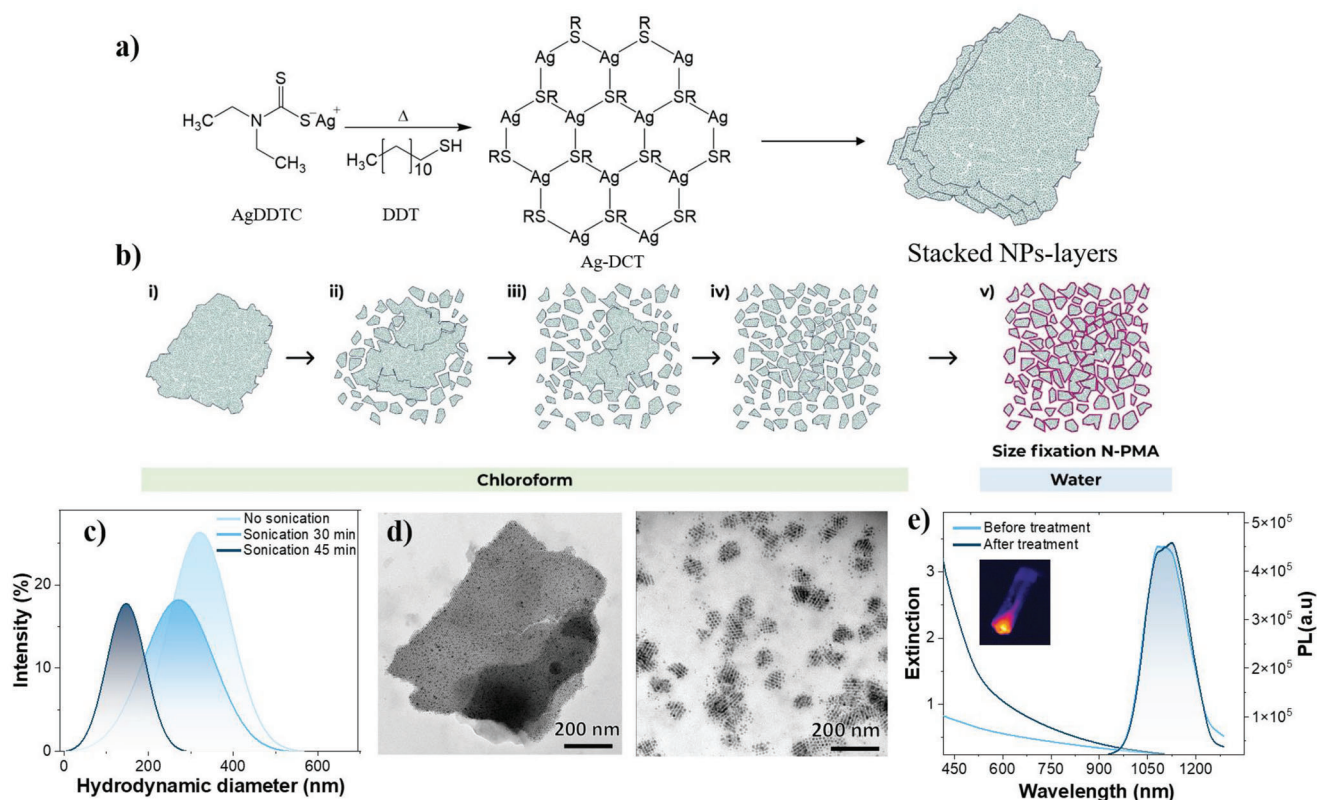 a)
S
N
S⁻Ag⁺
H₃C
CH₃
AgDDTC
Δ
H₃C
10
SH
DDT
R R
S S
Ag Ag Ag
SR SR SR
Ag Ag Ag Ag
RS SR SR SR
Ag Ag Ag
RS SR SR
Ag Ag
Ag-DCT
Stacked NPs-layers
b)
i) ii) iii) iv) v)
Size fixation N-PMA
Chloroform Water
c)
No sonication
Sonication 30 min
Sonication 45 min
Intensity (%)
20
10
0
0 200 400 600
Hydrodynamic diameter (nm)
d)
200 nm
200 nm
e)
Before treatment
After treatment
Extinction
3
2
1
5×10⁵
4×10⁵
3×10⁵
2×10⁵
1×10⁵
PL(a.u)
450 600 750 900 1050 1200
Wavelength (nm)